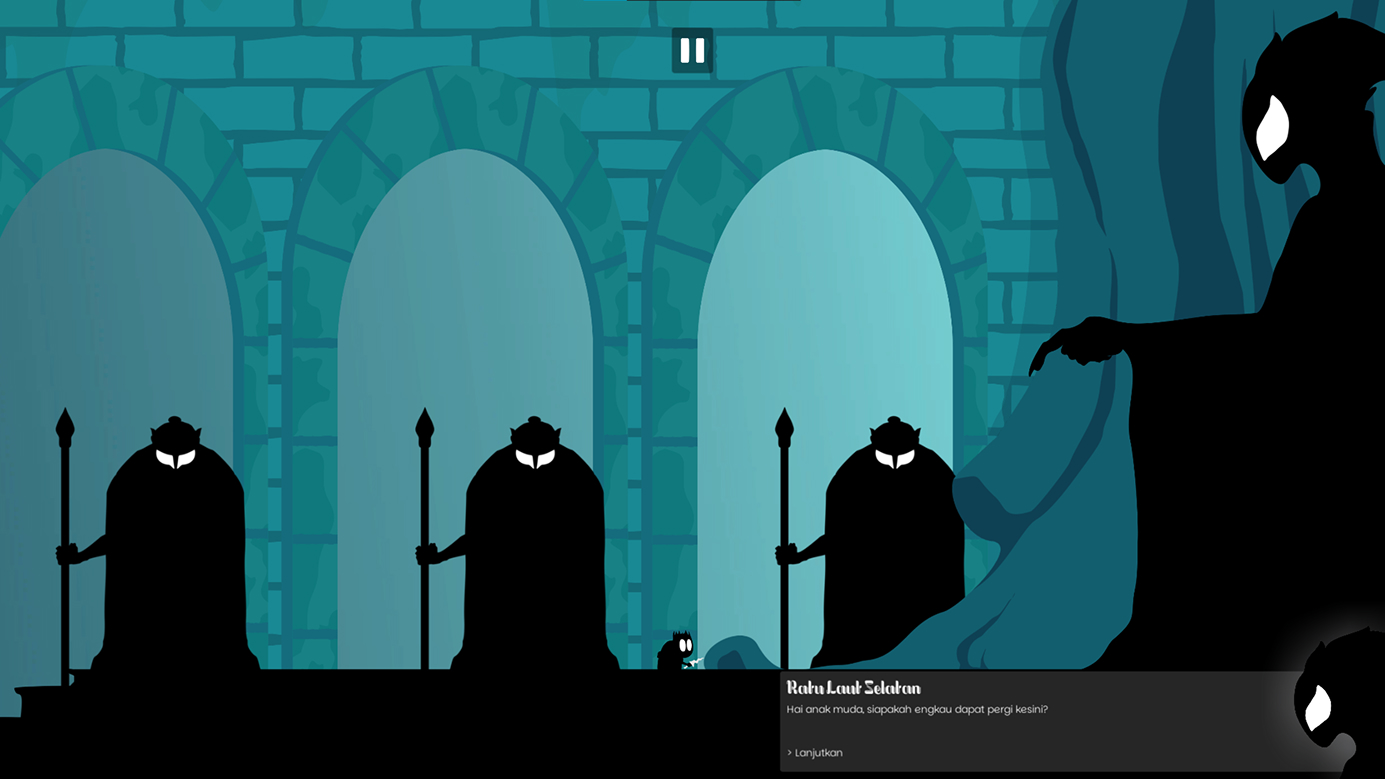 Ratu Laut Selatan
Hai anak muda, siapakah engkau dapat pergi kesini?
> Lanjutkan